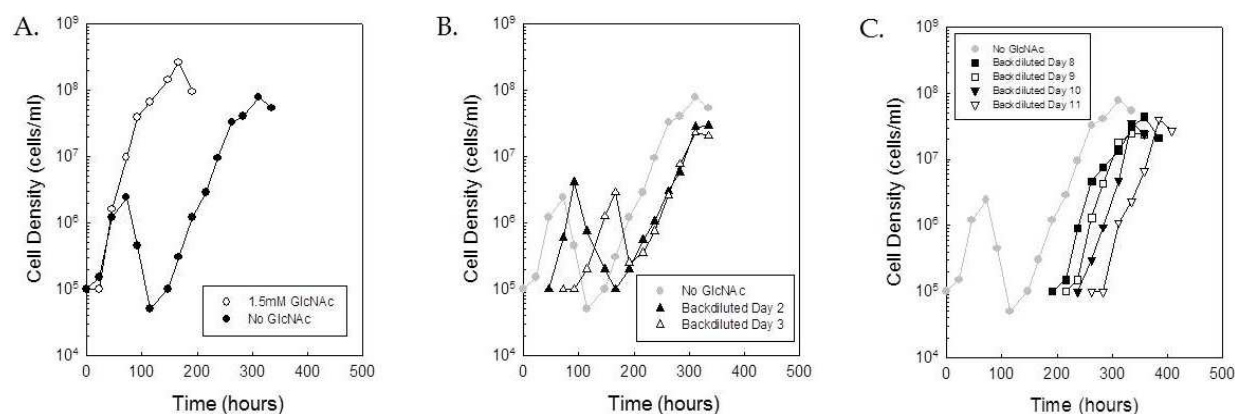 A.
10⁹
10⁸
10⁷
10⁶
10⁵
10⁴
Cell Density (cells/ml)
1.5mM GlcNAc
No GlcNAc
0 100 200 300 400 500
Time (hours)
B.
10⁹
10⁸
10⁷
10⁶
10⁵
10⁴
Cell Density (cells/ml)
No GlcNAc
Backdiluted Day 2
Backdiluted Day 3
0 100 200 300 400 500
Time (hours)
C.
10⁹
10⁸
10⁷
10⁶
10⁵
10⁴
Cell Density (cells/ml)
No GlcNAc
Backdiluted Day 8
Backdiluted Day 9
Backdiluted Day 10
Backdiluted Day 11
0 100 200 300 400 500
Time (hours)